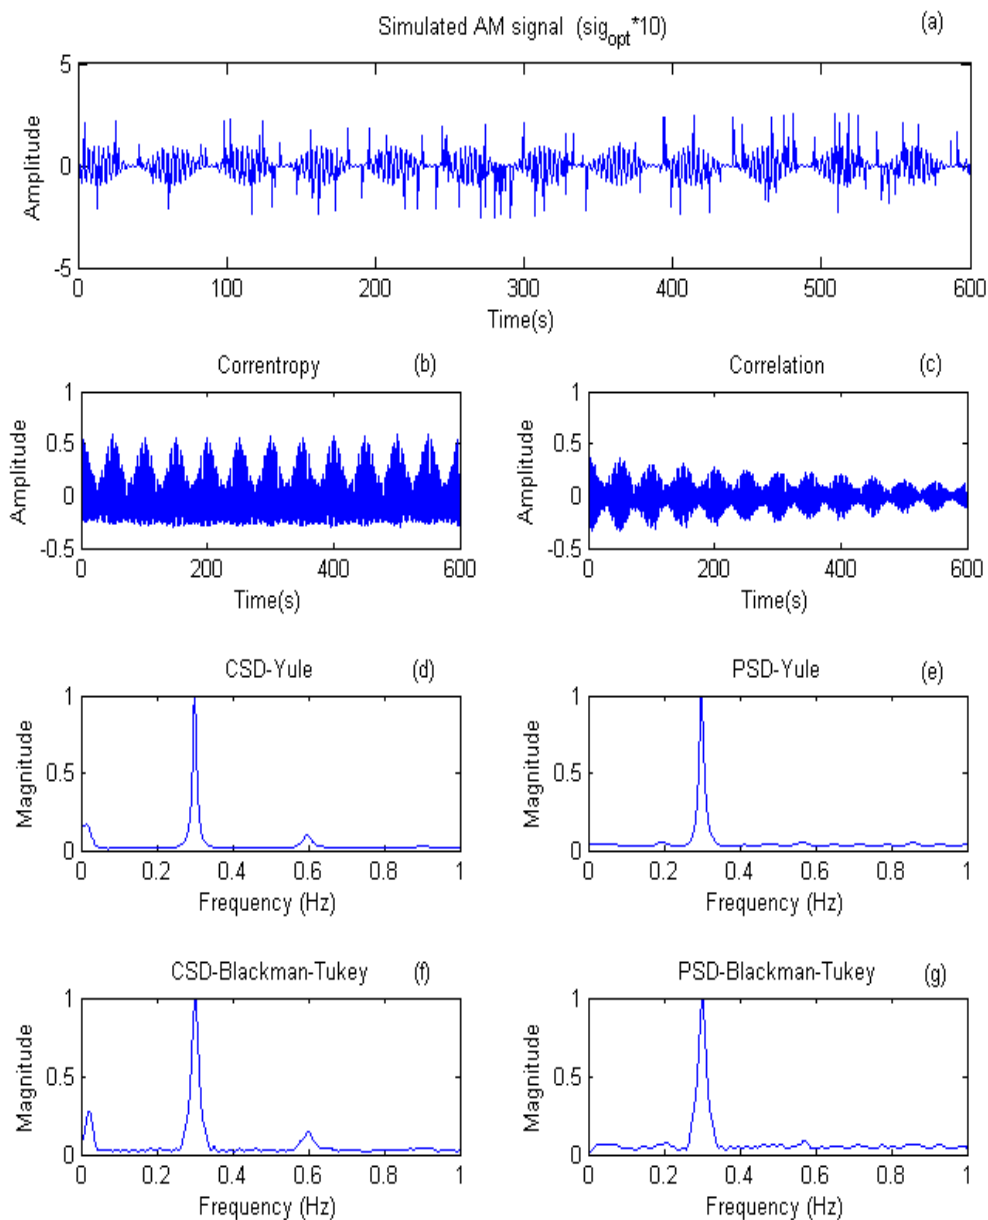 Simulated AM signal (sig_opt*10)
(a)
Amplitude
5
0
-5
0 100 200 300 400 500 600
Time(s)
Correntropy (b)
Amplitude
1
0.5
0
-0.5
0 200 400 600
Time(s)
Correlation (c)
Amplitude
1
0.5
0
-0.5
0 200 400 600
Time(s)
CSD-Yule (d)
Magnitude
1
0.5
0
0 0.2 0.4 0.6 0.8 1
Frequency (Hz)
PSD-Yule (e)
Magnitude
1
0.5
0
0 0.2 0.4 0.6 0.8 1
Frequency (Hz)
CSD-Blackman-Tukey (f)
Magnitude
1
0.5
0
0 0.2 0.4 0.6 0.8 1
Frequency (Hz)
PSD-Blackman-Tukey (g)
Magnitude
1
0.5
0
0 0.2 0.4 0.6 0.8 1
Frequency (Hz)